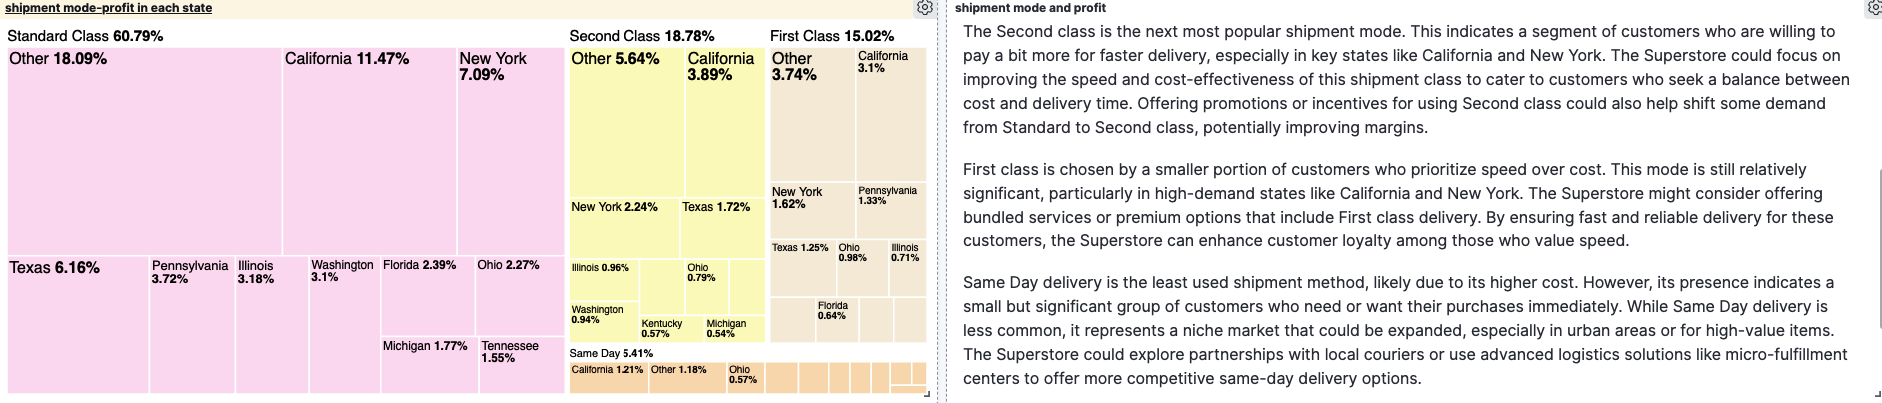 shipment mode-profit in each state
Standard Class 60.79%
Other 18.09%
California 11.47%
New York
7.09%
Texas 6.16%
Pennsylvania
3.72%
Illinois
3.18%
Washington
3.1%
Florida 2.39%
Ohio 2.27%
Michigan 1.77%
Tennessee
1.55%
Second Class 18.78%
Other 5.64%
California
3.89%
New York 2.24%
Texas 1.72%
Illinois 0.96%
Ohio
0.79%
Washington
0.94%
Kentucky
0.57%
Michigan
0.54%
First Class 15.02%
Other
3.74%
California
3.1%
New York
1.62%
Pennsylvania
1.33%
Texas 1.25%
Ohio
0.98%
Illinois
0.71%
Florida
0.64%
Same Day 5.41%
California 1.21%
Other 1.18%
Ohio
0.57%
shipment mode and profit
The Second class is the next most popular shipment mode. This indicates a segment of customers who are willing to
pay a bit more for faster delivery, especially in key states like California and New York. The Superstore could focus on
improving the speed and cost-effectiveness of this shipment class to cater to customers who seek a balance between
cost and delivery time. Offering promotions or incentives for using Second class could also help shift some demand
from Standard to Second class, potentially improving margins.
First class is chosen by a smaller portion of customers who prioritize speed over cost. This mode is still relatively
significant, particularly in high-demand states like California and New York. The Superstore might consider offering
bundled services or premium options that include First class delivery. By ensuring fast and reliable delivery for these
customers, the Superstore can enhance customer loyalty among those who value speed.
Same Day delivery is the least used shipment method, likely due to its higher cost. However, its presence indicates a
small but significant group of customers who need or want their purchases immediately. While Same Day delivery is
less common, it represents a niche market that could be expanded, especially in urban areas or for high-value items.
The Superstore could explore partnerships with local couriers or use advanced logistics solutions like micro-fulfillment
centers to offer more competitive same-day delivery options.